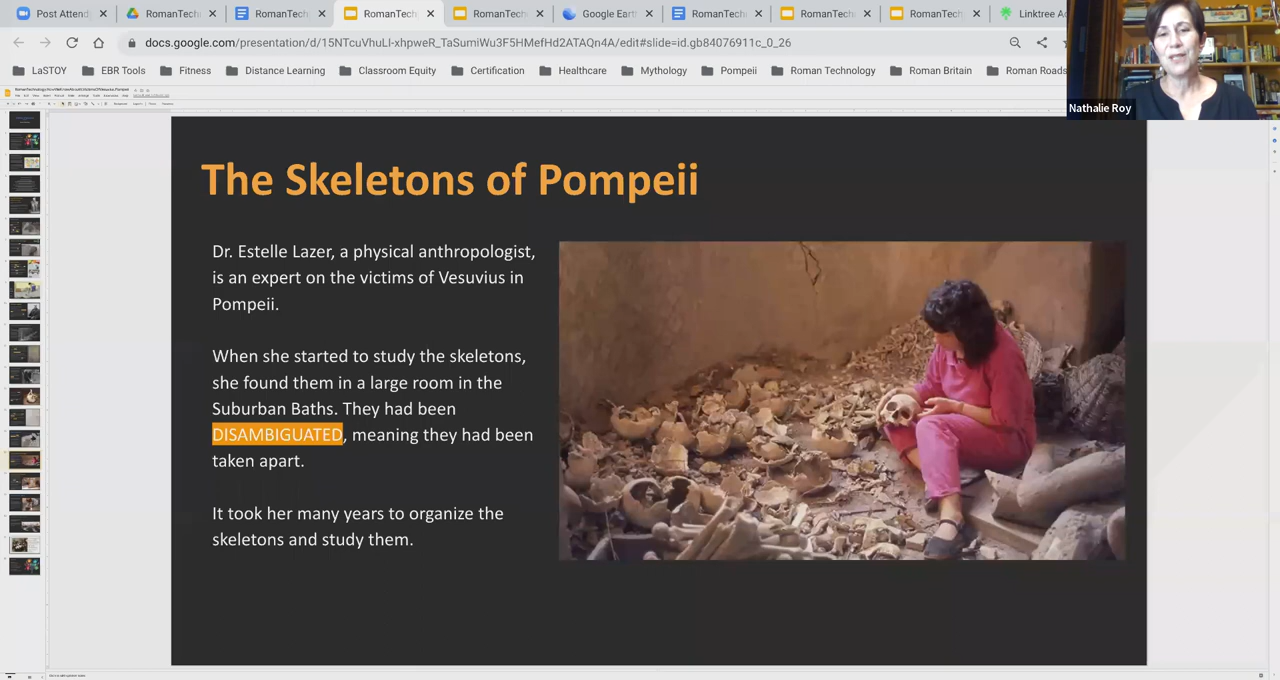 Post Attend
RomanTech
RomanTech
RomanTech
RomanTech
Google Eart
RomanTech
RomanTech
RomanTech
Linktree Ad
docs.google.com/presentation/d/15NTcuVhuLl-xhpweR_TaSumiWu3F5HMefHd2ATAQn4A/edit#slide=id.gb84076911c_0_26
LaSTOY
EBR Tools
Fitness
Distance Learning
Classroom Equity
Certification
Healthcare
Mythology
Pompeii
Roman Technology
Roman Britain
Roman Roads
Nathalie Roy
The Skeletons of Pompeii
Dr. Estelle Lazer, a physical anthropologist,
is an expert on the victims of Vesuvius in
Pompeii.
When she started to study the skeletons,
she found them in a large room in the
Suburban Baths. They had been
DISAMBIGUATED, meaning they had been
taken apart.
It took her many years to organize the
skeletons and study them.